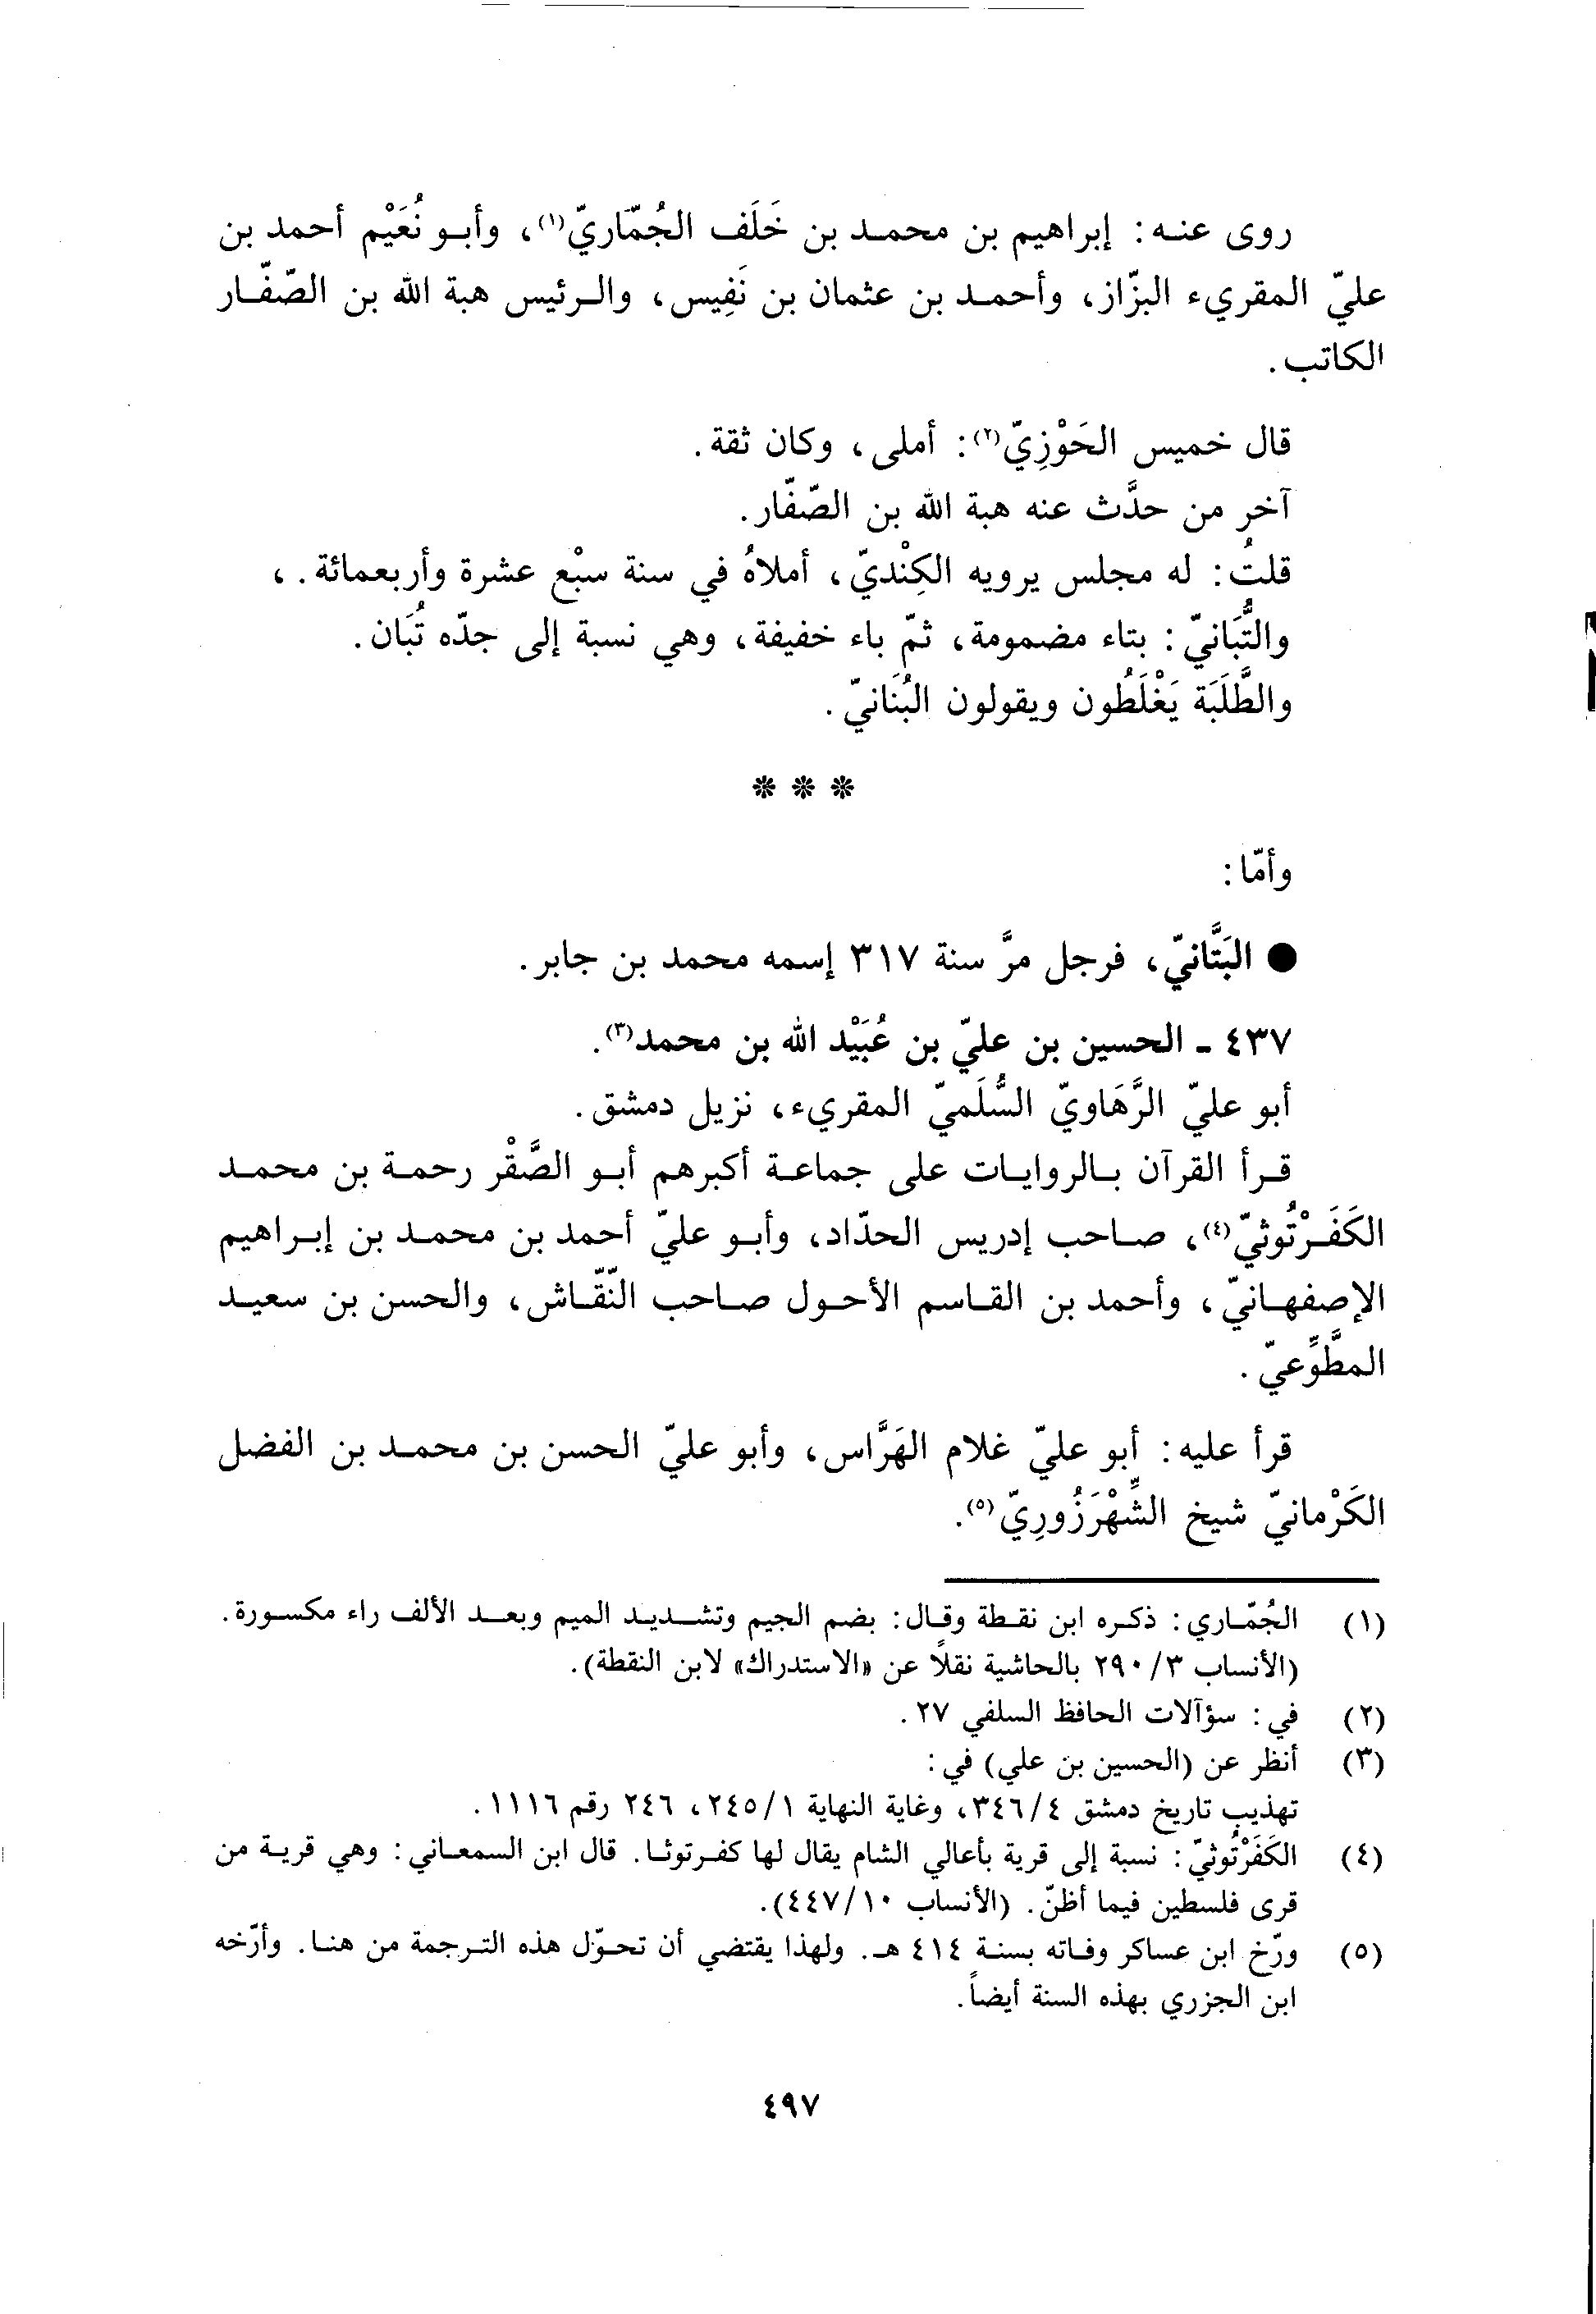 روى عنه: إبراهيم بن محمد بن خَلَف الجُمّاريّ(١)، وأبو نُعَيْم أحمد بن
عليّ المقريء البزّاز، وأحمد بن عثمان بن نَفِيس، والرئيس هبة الله بن الصّفّار
الكاتب.
قال خميس الحَوْزِيّ(٢): أملى، وكان ثقة.
آخر من حدَّث عنه هبة الله بن الصّفّار.
قلتُ: له مجلس يرويه الكِنْديّ، أملاهُ في سنة سبْع عشرة وأربعمائة.،
والتُّبَانيّ: بتاء مضمومة، ثمّ باء خفيفة، وهي نسبة إلى جدّه تُبَان.
والطَّلَبَة يَغْلَطُون ويقولون البُنَانيّ.
* * *
وأمّا:
● البَتَّانيّ، فرجل مرَّ سنة ٣١٧ إسمه محمد بن جابر.
٤٣٧ - الحسين بن عليّ بن عُبَيْد الله بن محمد(٣).
أبو عليّ الرَّهَاويّ السُّلَميّ المقريء، نزيل دمشق.
قرأ القرآن بالروايات على جماعة أكبرهم أبو الصَّقْر رحمة بن محمد
الكَفَرْتُوثيّ(٤)، صاحب إدريس الحدّاد، وأبو عليّ أحمد بن محمد بن إبراهيم
الإصفهانيّ، وأحمد بن القاسم الأحول صاحب النّقّاش، والحسن بن سعيد
المطَّوِّعيّ.
قرأ عليه: أبو عليّ غلام الهَرَّاس، وأبو عليّ الحسن بن محمد بن الفضل
الكَرْمانيّ شيخ الشِّهْرَزُورِيّ(٥).
(١) الجُمّاري: ذكره ابن نقطة وقال: بضم الجيم وتشديد الميم وبعد الألف راء مكسورة.
(الأنساب ٣/ ٢٩٠ بالحاشية نقلاً عن «الاستدراك» لابن النقطة).
(٢) في: سؤآلات الحافظ السلفي ٢٧.
(٣) أنظر عن (الحسين بن علي) في:
تهذيب تاريخ دمشق ٤/ ٣٤٦، وغاية النهاية ١/ ٢٤٥، ٢٤٦ رقم ١١١٦.
(٤) الكَفَرْتُوثيّ: نسبة إلى قرية بأعالي الشام يقال لها كفرتوثا. قال ابن السمعاني: وهي قرية من
قرى فلسطين فيما أظنّ. (الأنساب ١٠/ ٤٤٧).
(٥) ورّخ ابن عساكر وفاته بسنة ٤١٤ هـ. ولهذا يقتضي أن تحوّل هذه الترجمة من هنا. وأرّخه
ابن الجزري بهذه السنة أيضاً.
٤٩٧